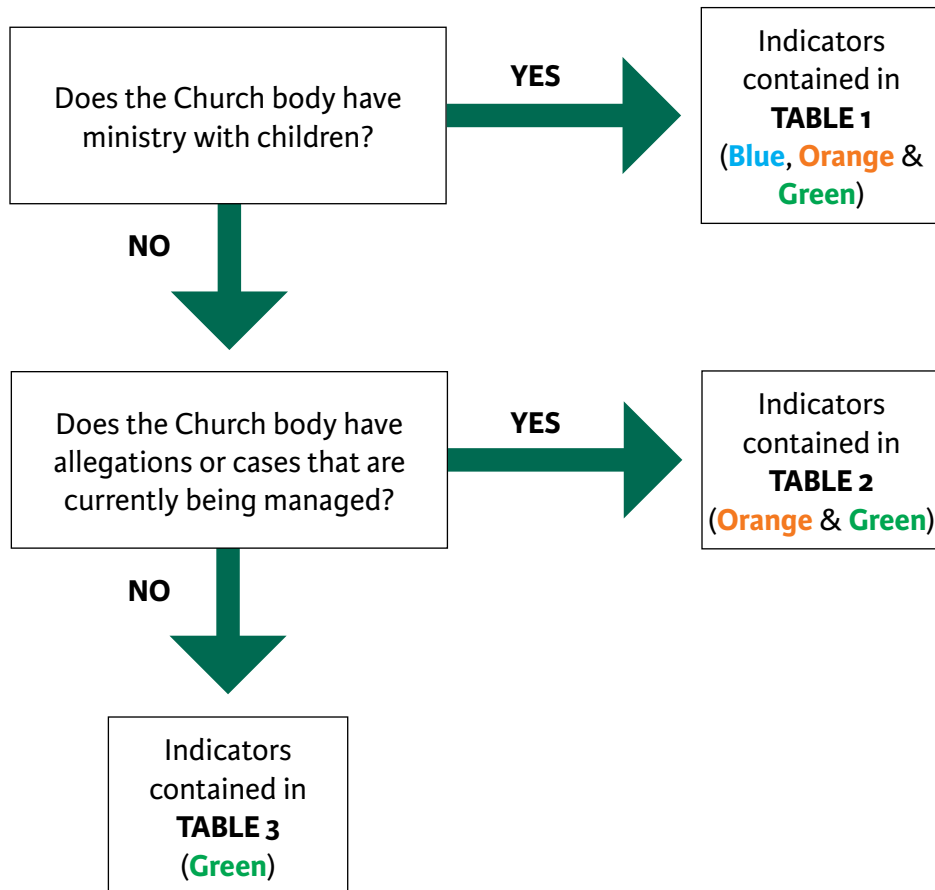 Does the Church body have
ministry with children?
YES
Indicators
contained in
TABLE 1
(Blue, Orange &
Green)
NO
Does the Church body have
allegations or cases that are
currently being managed?
YES
Indicators
contained in
TABLE 2
(Orange & Green)
NO
Indicators
contained in
TABLE 3
(Green)